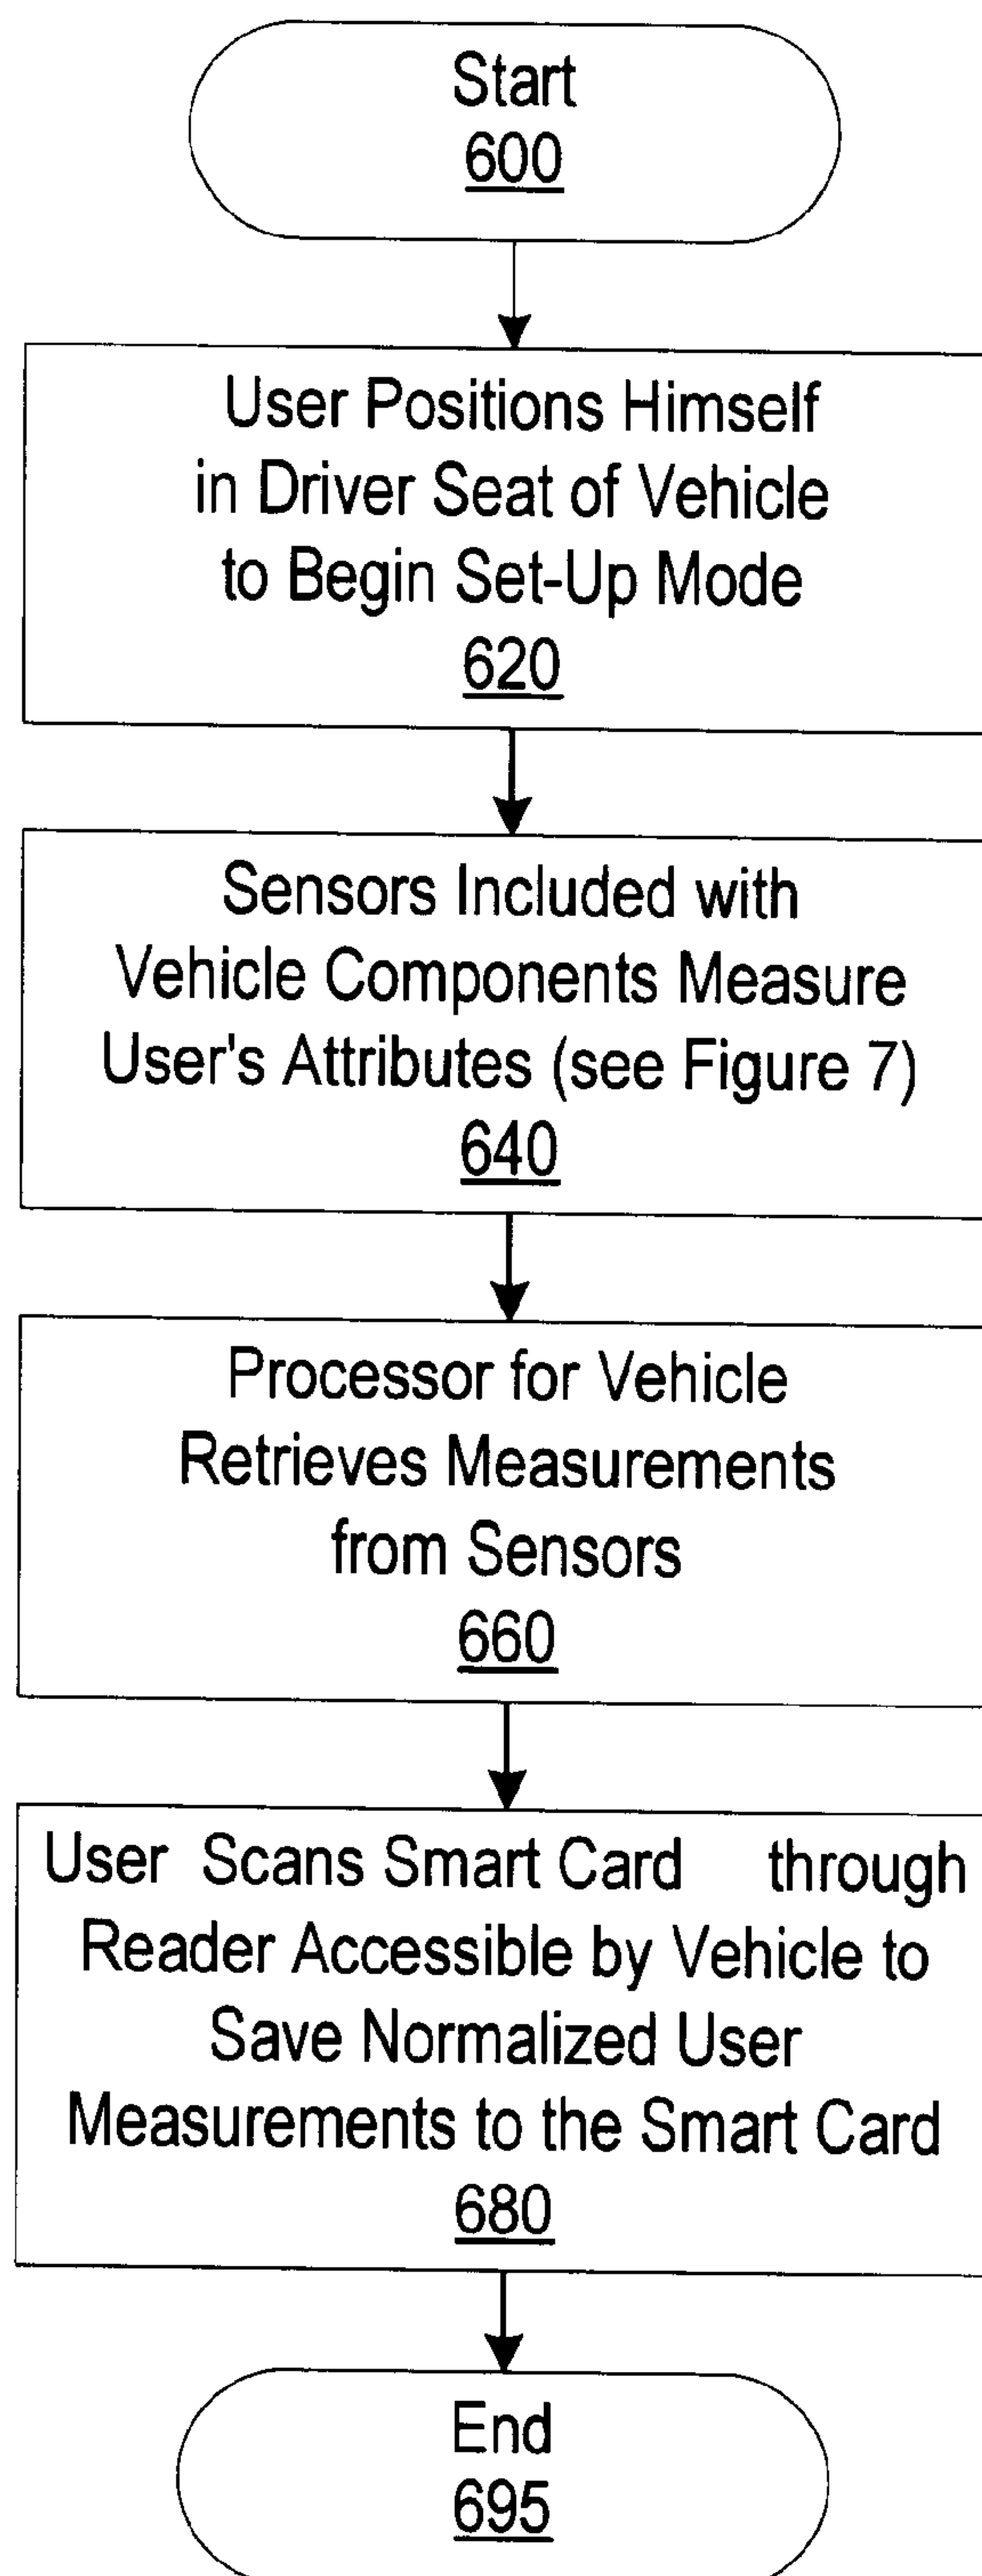 Start
600
User Positions Himself
in Driver Seat of Vehicle
to Begin Set-Up Mode
620
Sensors Included with
Vehicle Components Measure
User's Attributes (see Figure 7)
640
Processor for Vehicle
Retrieves Measurements
from Sensors
660
User Scans Smart Card through
Reader Accessible by Vehicle to
Save Normalized User
Measurements to the Smart Card
680
End
695